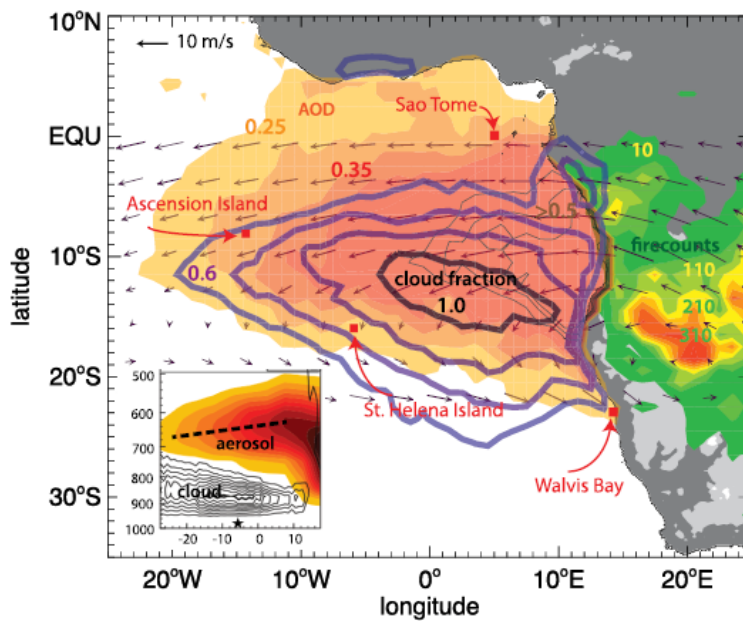 10°N
10 m/s
AOD
Sao Tome
0.25
EQU
10
0.35
Ascension Island
>0.5
firecounts
10°S
0.6
cloud fraction
110
1.0
210
310
latitude
20°S
St. Helena Island
500
600
aerosol
700
800
cloud
900
1000
-20
-10
0
10
Walvis Bay
30°S
20°W
10°W
0°
10°E
20°E
longitude